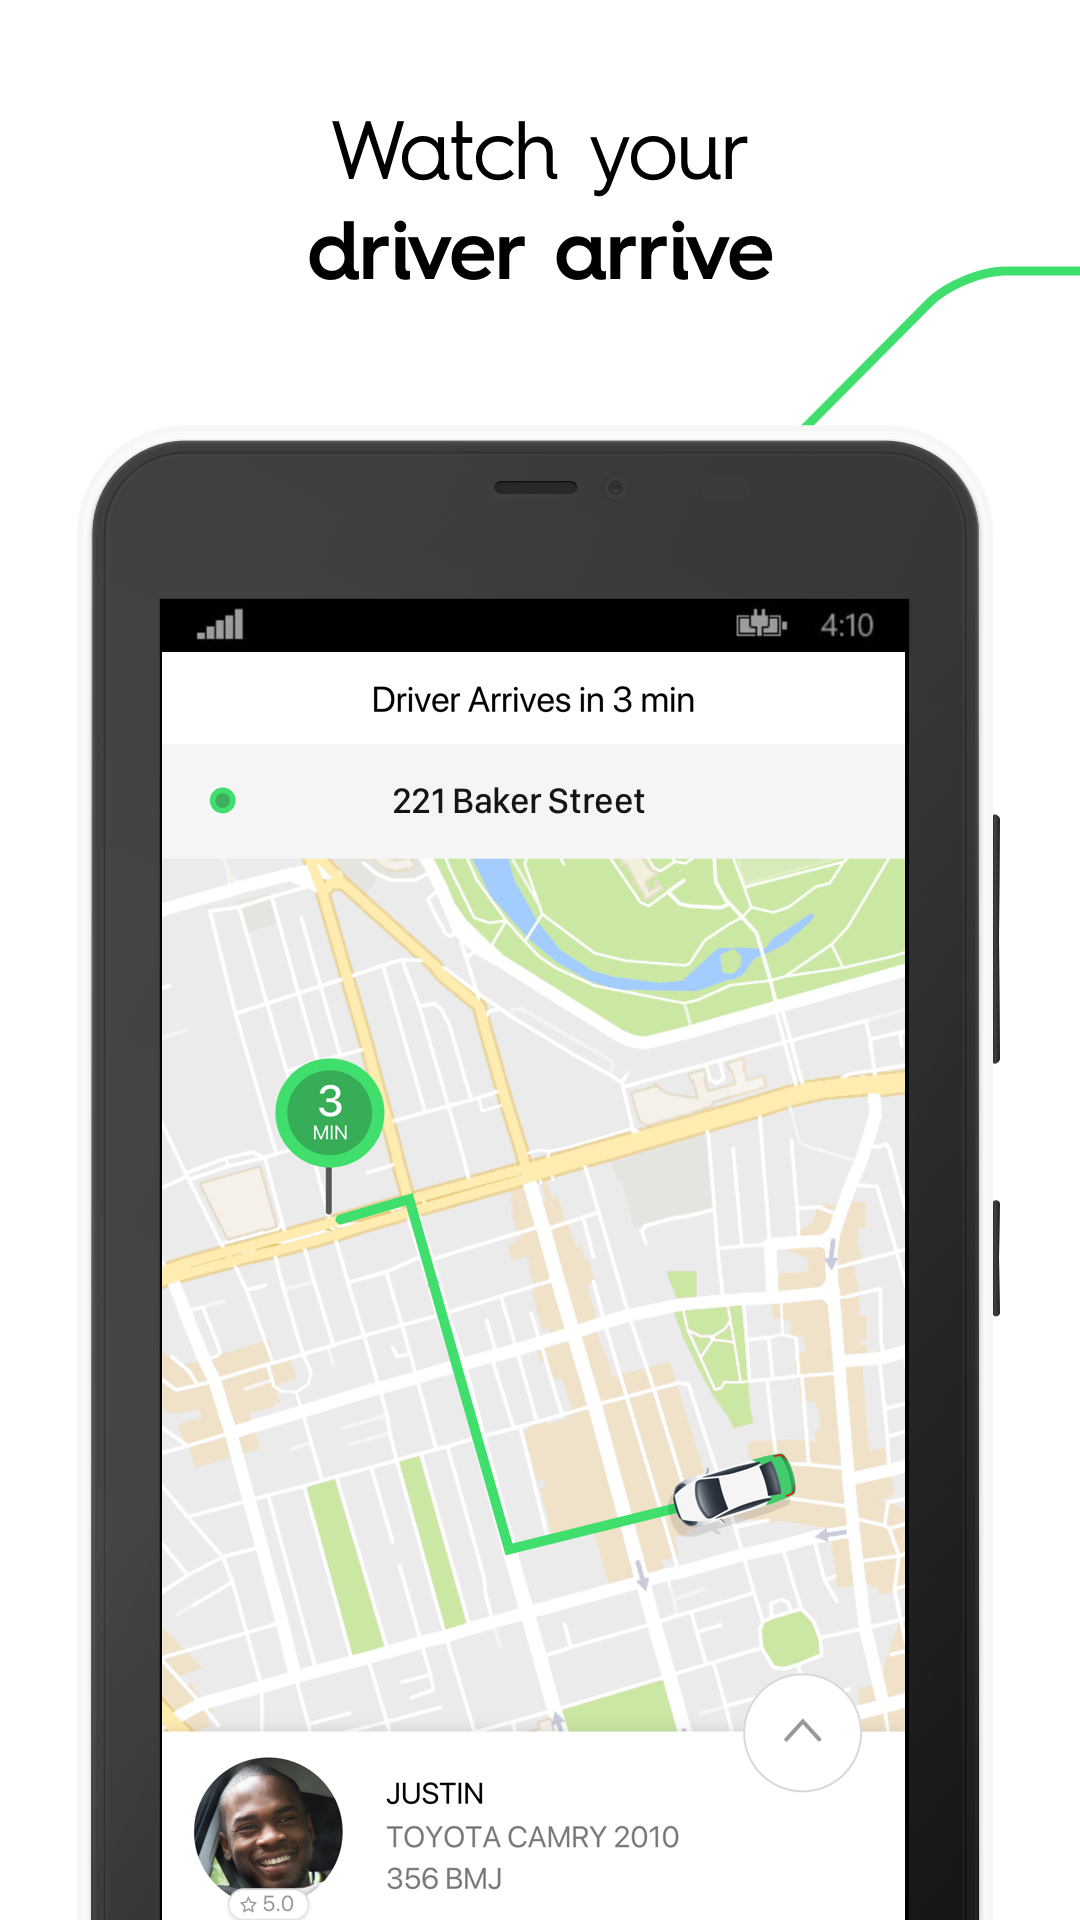 Watch your
driver arrive
4:10
Driver Arrives in 3 min
221 Baker Street
3
MIN
JUSTIN
TOYOTA CAMRY 2010
356 BMJ
5.0